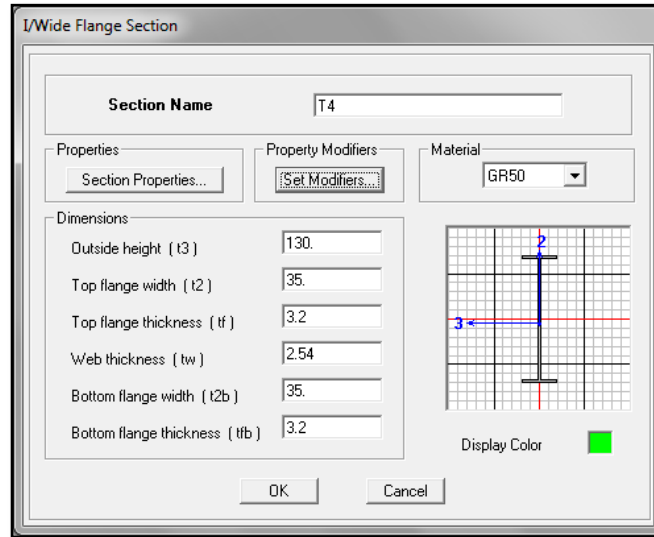 I/Wide Flange Section
Section Name T4
Properties Property Modifiers Material
Section Properties... Set Modifiers... GR50
Dimensions
Outside height ( t3 ) 130.
Top flange width ( t2 ) 35.
Top flange thickness ( tf ) 3.2
Web thickness ( tw ) 2.54
Bottom flange width ( t2b ) 35.
Bottom flange thickness ( tfb ) 3.2
2
3
Display Color
OK Cancel